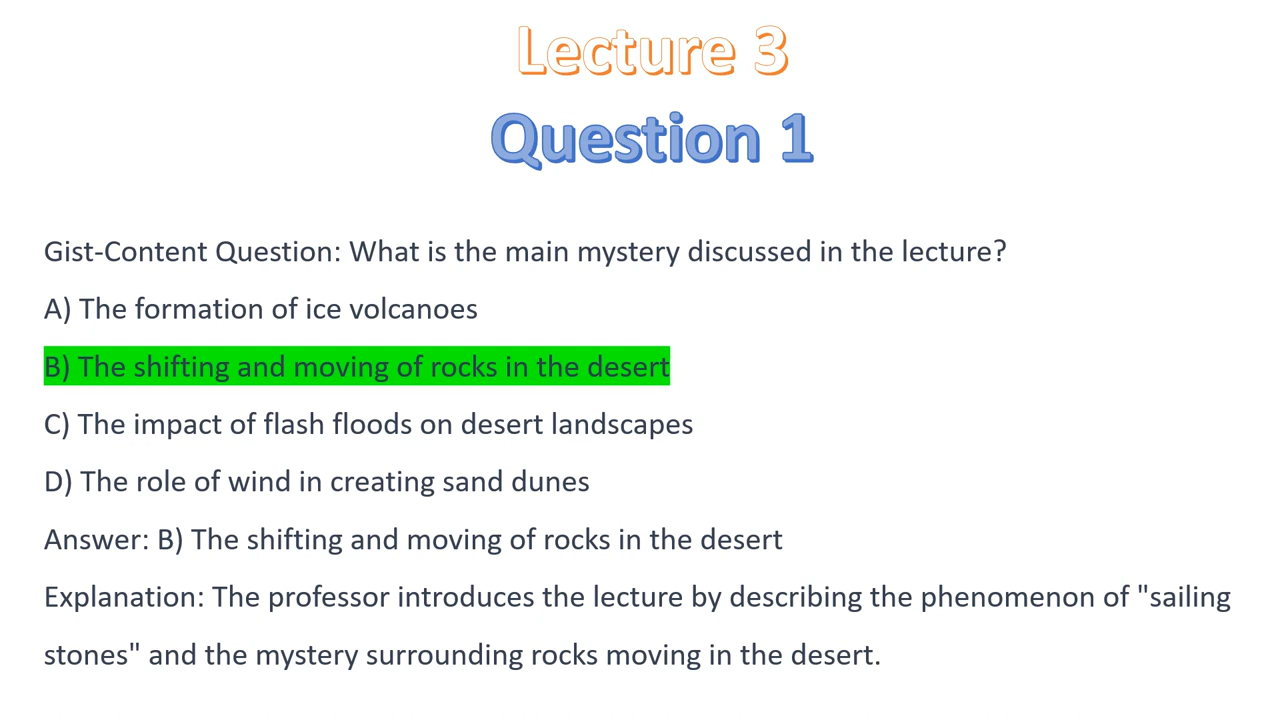 Lecture 3
Question 1
Gist-Content Question: What is the main mystery discussed in the lecture?
A) The formation of ice volcanoes
B) The shifting and moving of rocks in the desert
C) The impact of flash floods on desert landscapes
D) The role of wind in creating sand dunes
Answer: B) The shifting and moving of rocks in the desert
Explanation: The professor introduces the lecture by describing the phenomenon of "sailing
stones" and the mystery surrounding rocks moving in the desert.